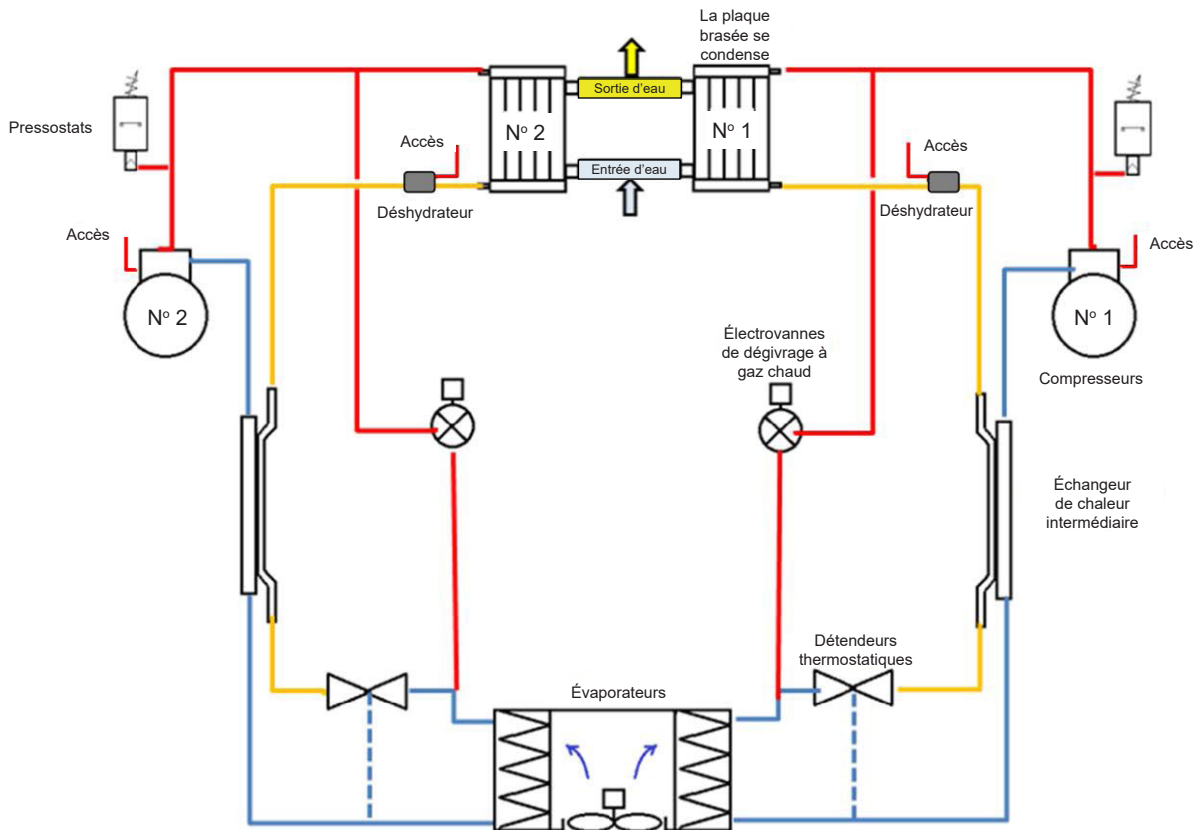 La plaque
brasée se
condense
Sortie d'eau
Pressostats
Nº 2
Nº 1
Accès
Accès
Entrée d'eau
Déshydrateur
Déshydrateur
Accès
Accès
Nº 2
Nº 1
Électrovannes
de dégivrage à
gaz chaud
Compresseurs
Échangeur
de chaleur
intermédiaire
Détendeurs
thermostatiques
Évaporateurs